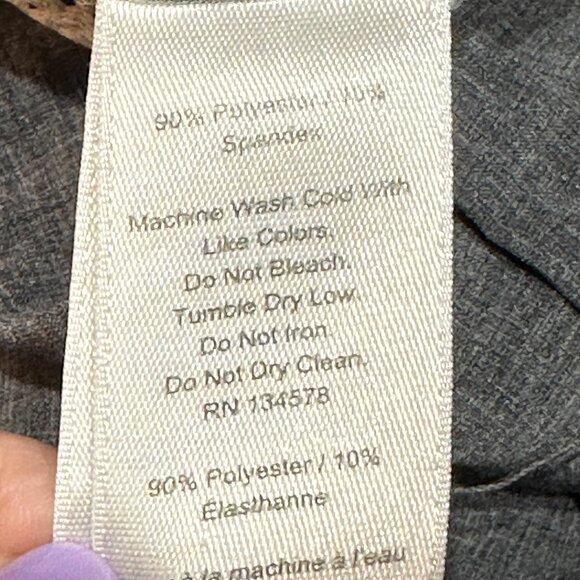 90% Polyester / 10%
Spandex
Machine Wash Cold With
Like Colors.
Do Not Bleach.
Tumble Dry Low.
Do Not Iron.
Do Not Dry Clean.
RN 134578
90% Polyester / 10%
Élasthanne
à la machine à l'eau